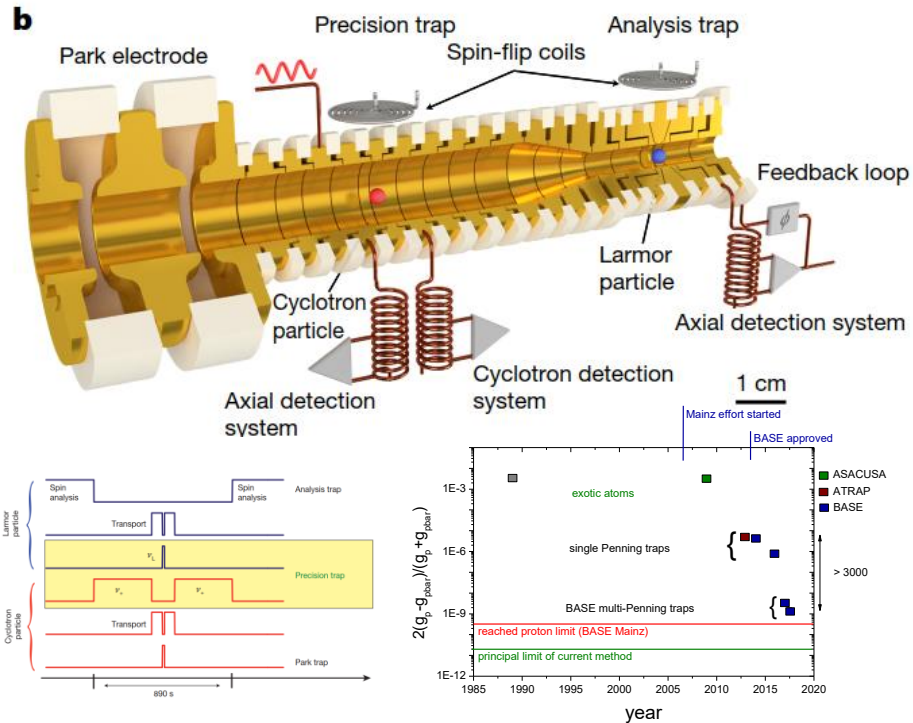 b
Precision trap
Analysis trap
Park electrode
Spin-flip coils
Feedback loop
ϕ
Larmor
particle
Cyclotron
particle
Axial detection system
Cyclotron detection
system
Axial detection
system
1 cm
Larmor
particle
Cyclotron
particle
Spin
analysis
Spin
analysis
Analysis trap
Transport
ν_L
Precision trap
ν₊
ν₊
Transport
Park trap
890 s
Mainz effort started
BASE approved
2(g_p-g_pbar)/(g_p+g_pbar)
1E-3
1E-6
1E-9
1E-12
exotic atoms
single Penning traps
{
BASE multi-Penning traps
{
reached proton limit (BASE Mainz)
principal limit of current method
ASACUSA
ATRAP
BASE
> 3000
1985
1990
1995
2000
2005
2010
2015
2020
year